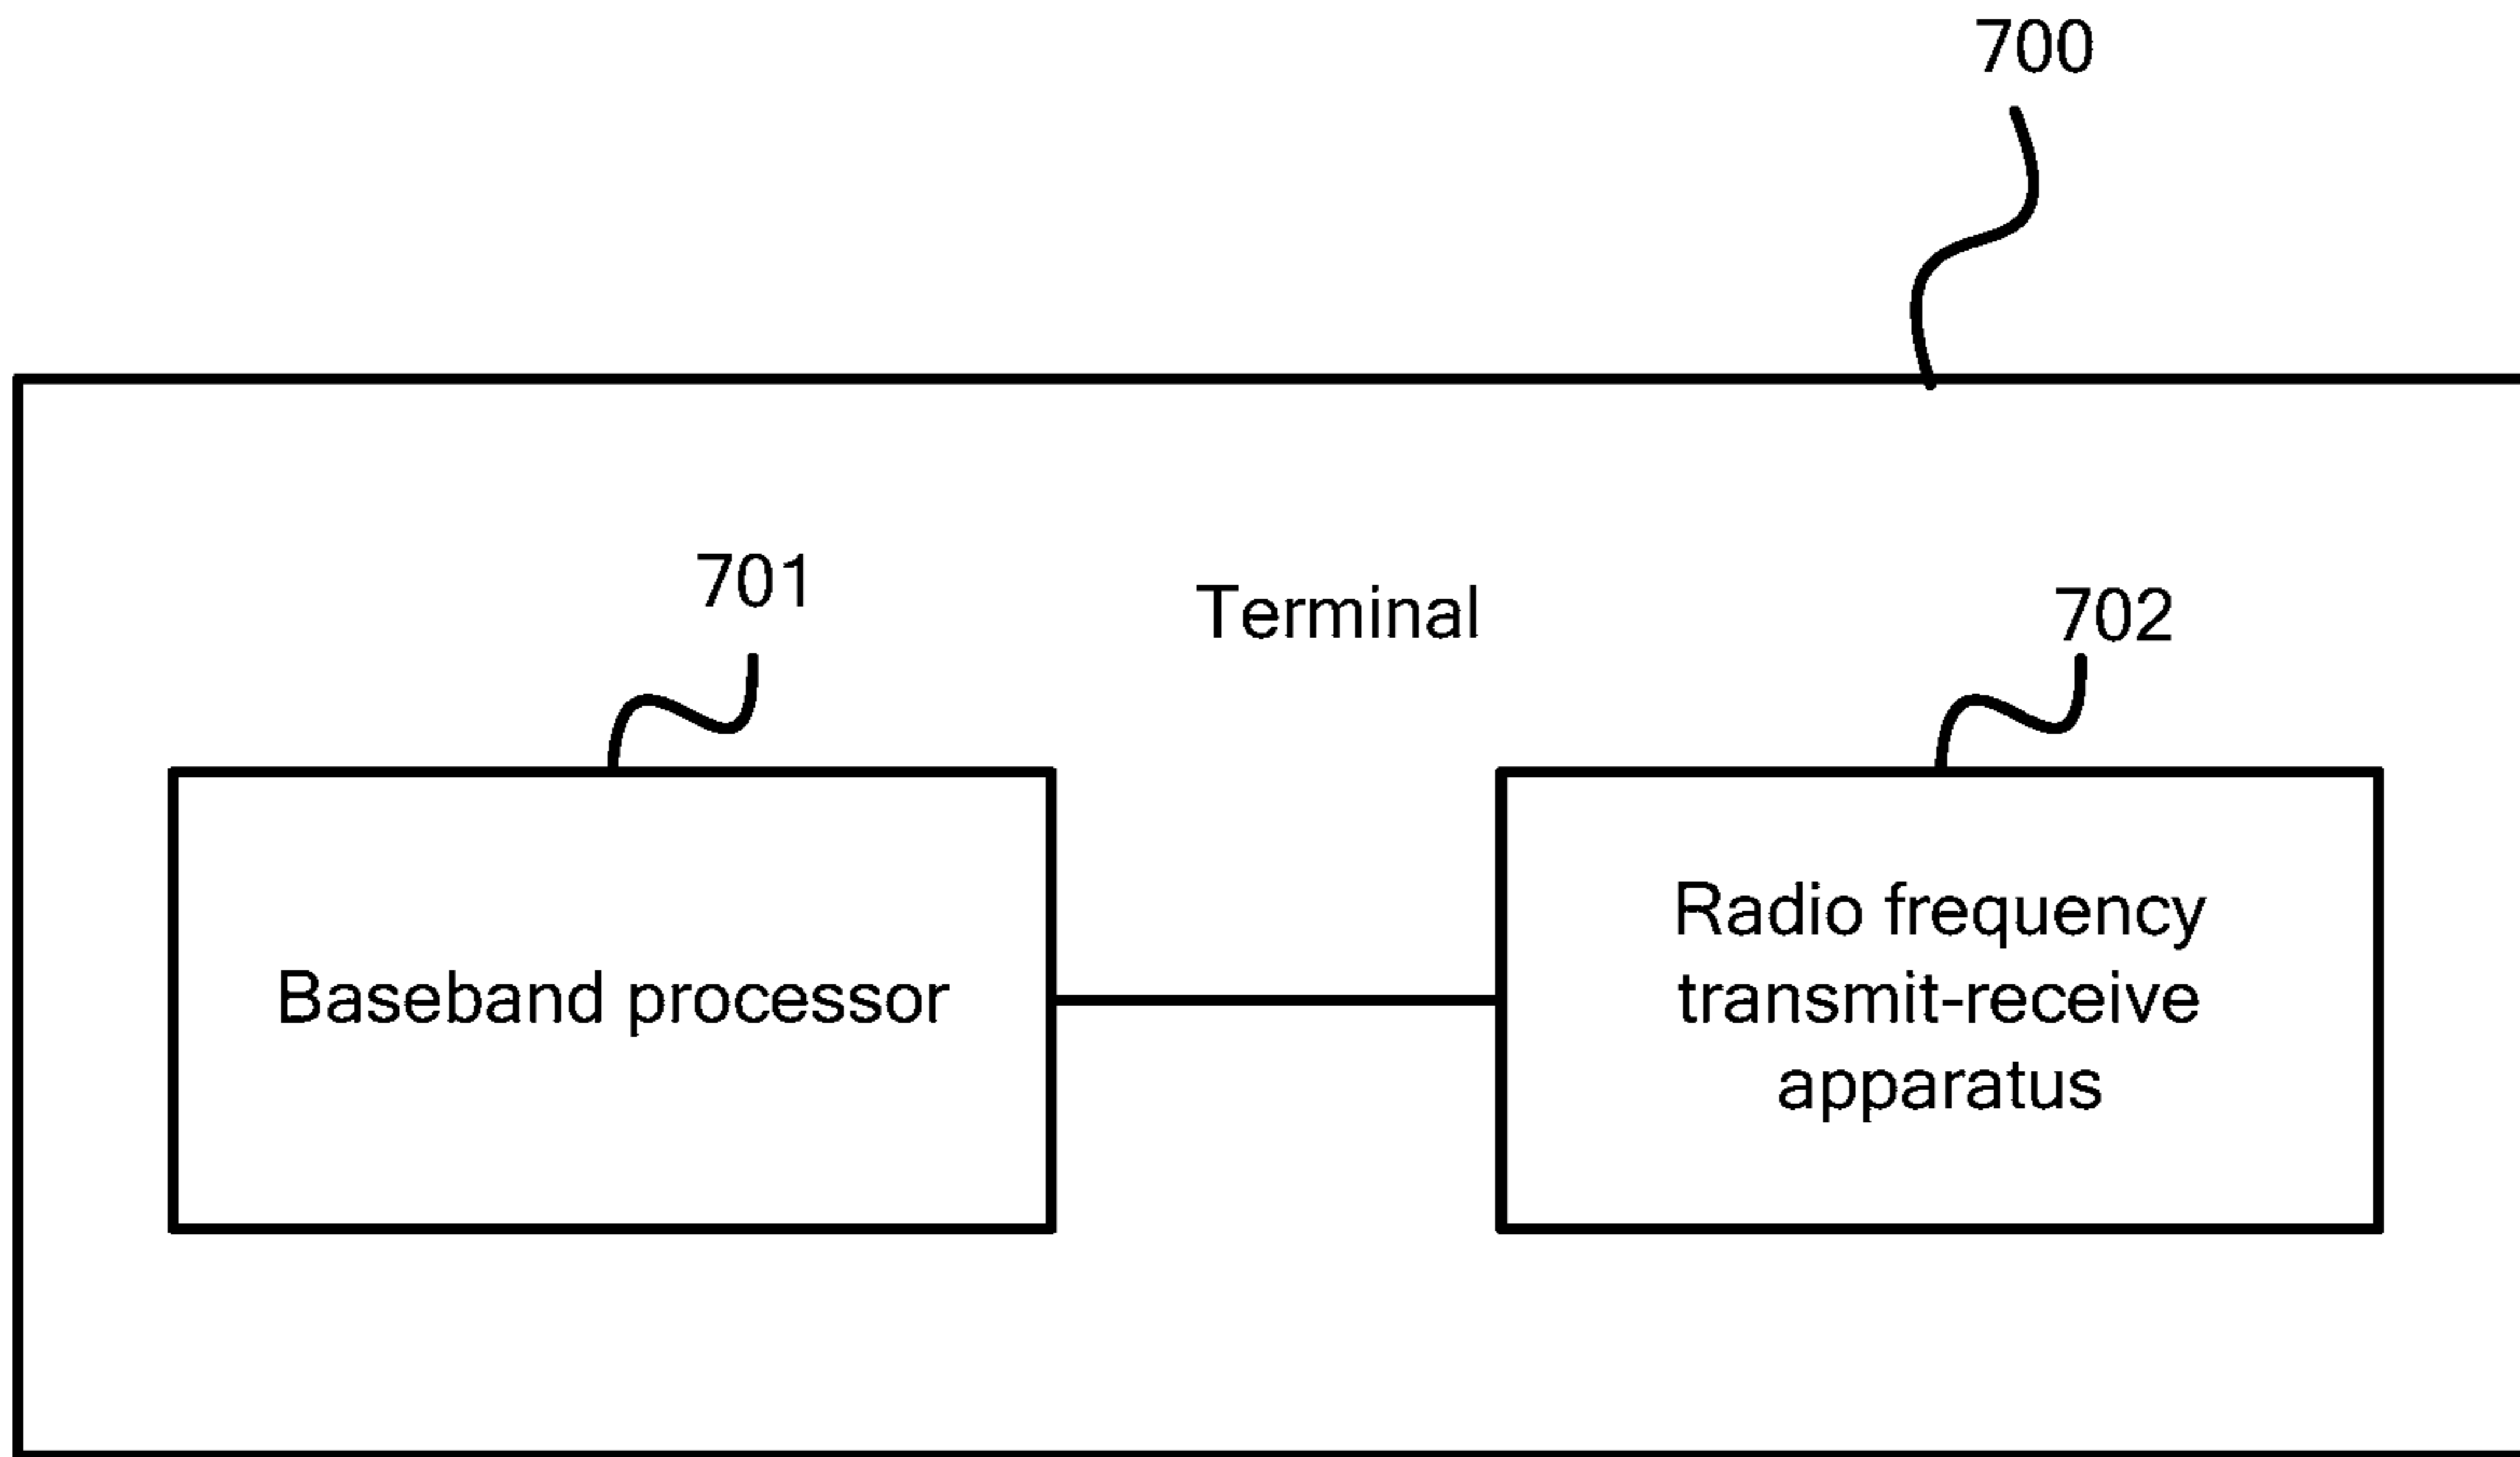 700
701
Terminal
702
Baseband processor
Radio frequency
transmit-receive
apparatus